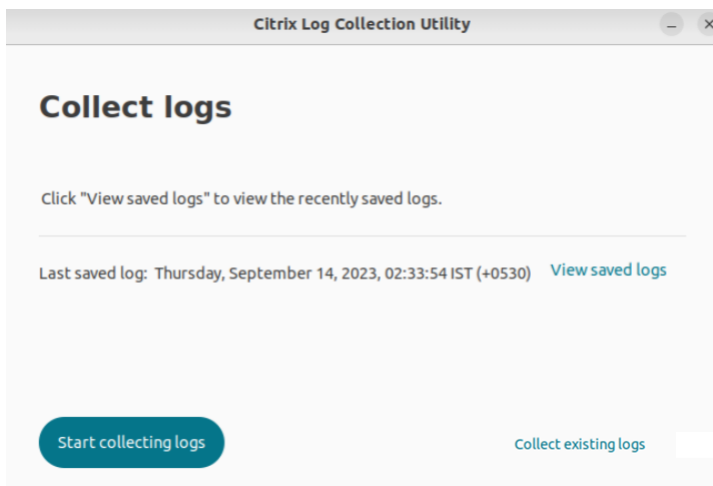 Citrix Log Collection Utility
Collect logs
Click "View saved logs" to view the recently saved logs.
Last saved log: Thursday, September 14, 2023, 02:33:54 IST (+0530) View saved logs
Start collecting logs
Collect existing logs